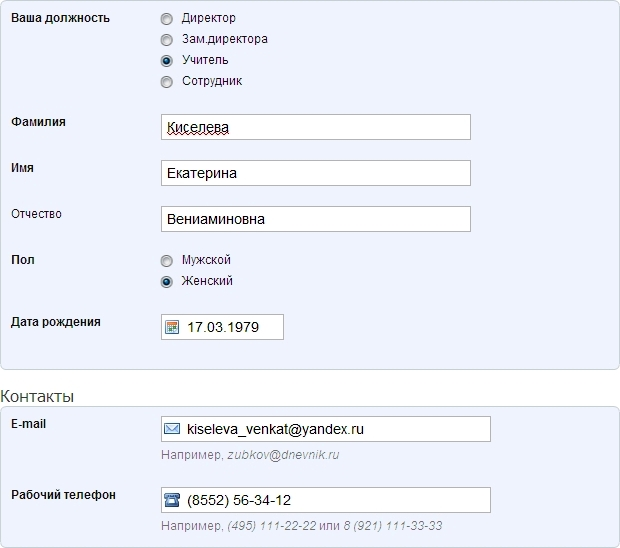 Ваша должность
Директор
Зам.директора
Учитель
Сотрудник
Фамилия Киселева
Имя Екатерина
Отчество Вениаминовна
Пол
Мужской
Женский
Дата рождения 17.03.1979
Контакты
E-mail kiseleva_venkat@yandex.ru
Например, zubkov@dnevnik.ru
Рабочий телефон (8552) 56-34-12
Например, (495) 111-22-22 или 8 (921) 111-33-33